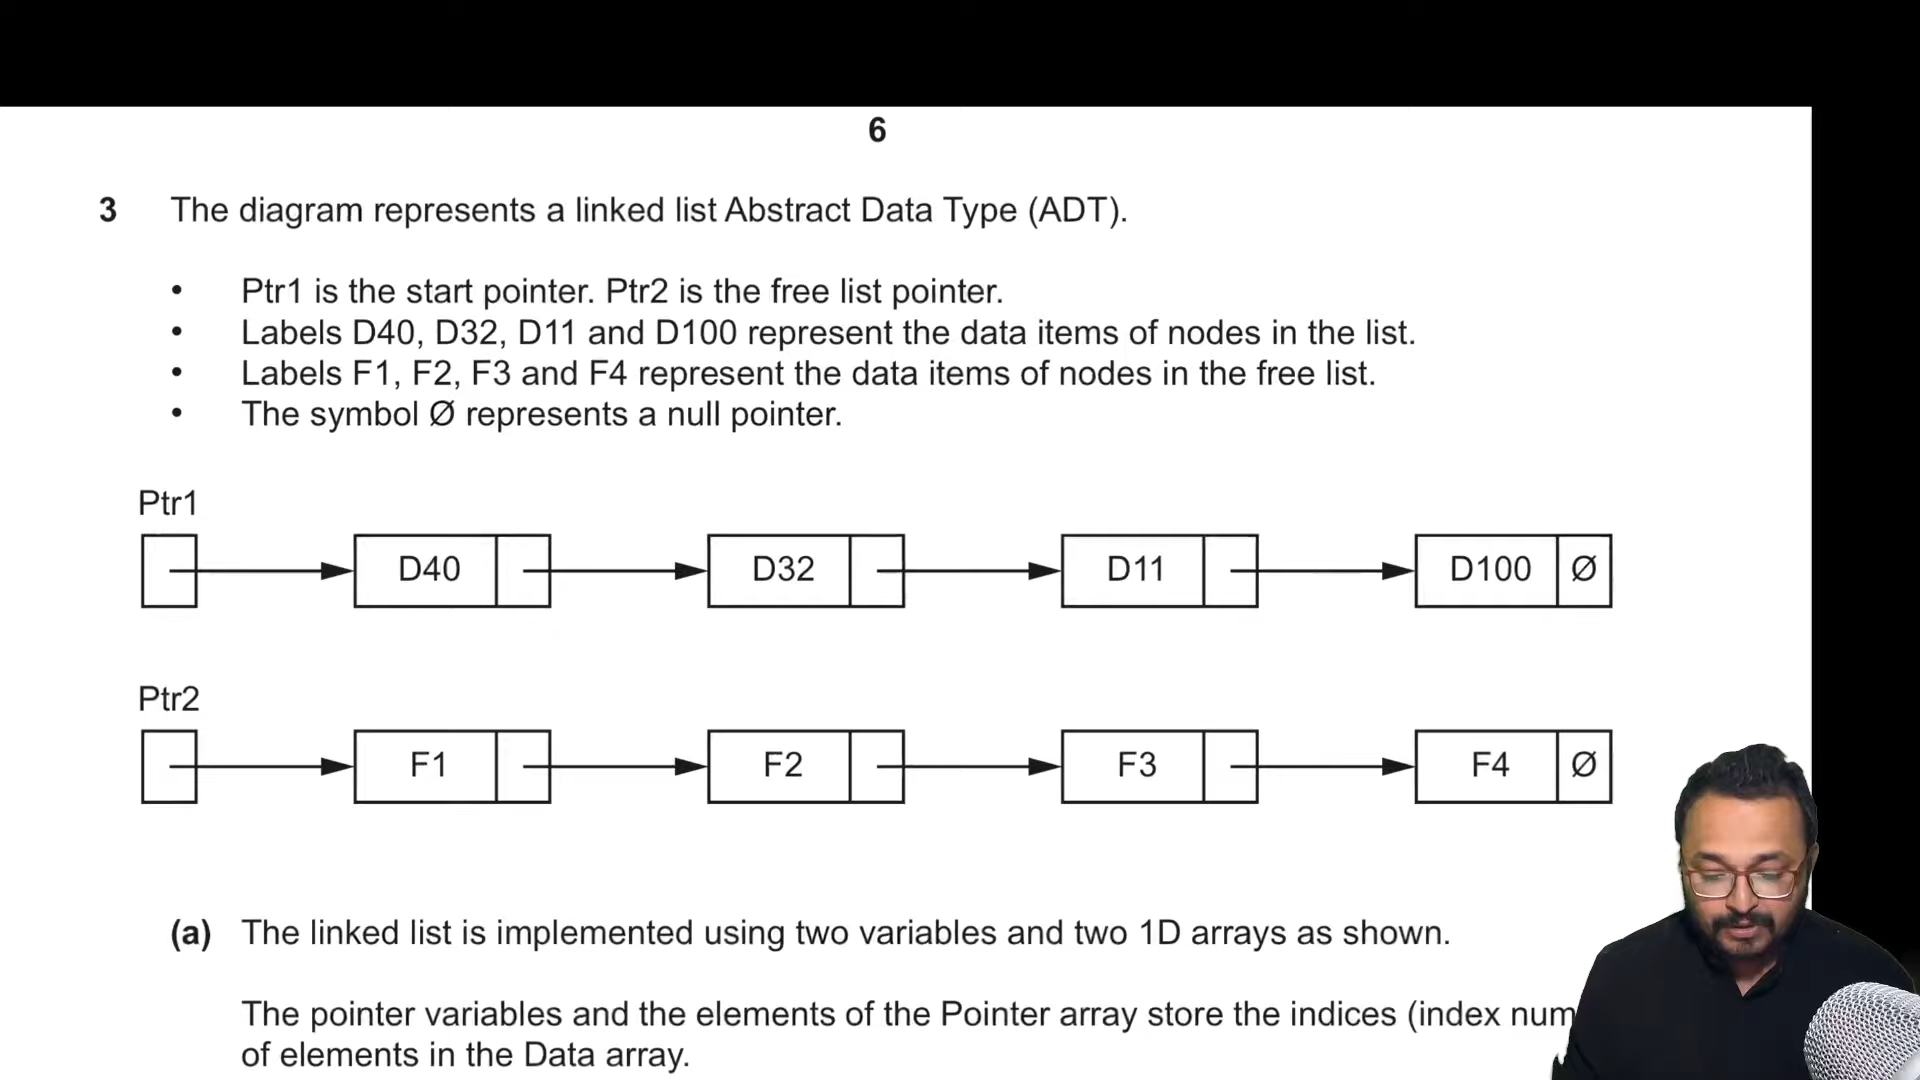 6
3 The diagram represents a linked list Abstract Data Type (ADT).
• Ptr1 is the start pointer. Ptr2 is the free list pointer.
• Labels D40, D32, D11 and D100 represent the data items of nodes in the list.
• Labels F1, F2, F3 and F4 represent the data items of nodes in the free list.
• The symbol Ø represents a null pointer.
Ptr1
D40 D32 D11 D100 Ø
Ptr2
F1 F2 F3 F4 Ø
(a) The linked list is implemented using two variables and two 1D arrays as shown.
The pointer variables and the elements of the Pointer array store the indices (index num
of elements in the Data array.